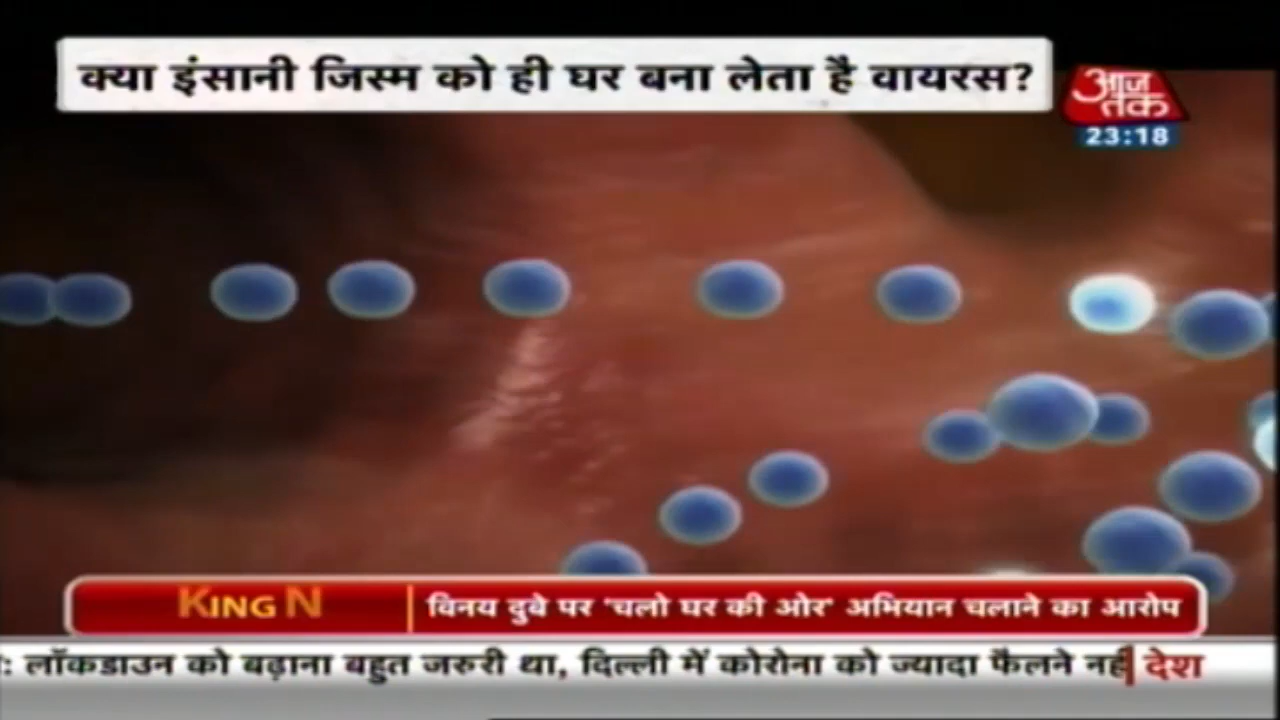 क्या इंसानी जिस्म को ही घर बना लेता है वायरस?
आज
तक
23:18
KING N
विनय दुबे पर 'चलो घर की ओर' अभियान चलाने का आरोप
: लॉकडाउन को बढ़ाना बहुत जरुरी था, दिल्ली में कोरोना को ज्यादा फैलने
देश